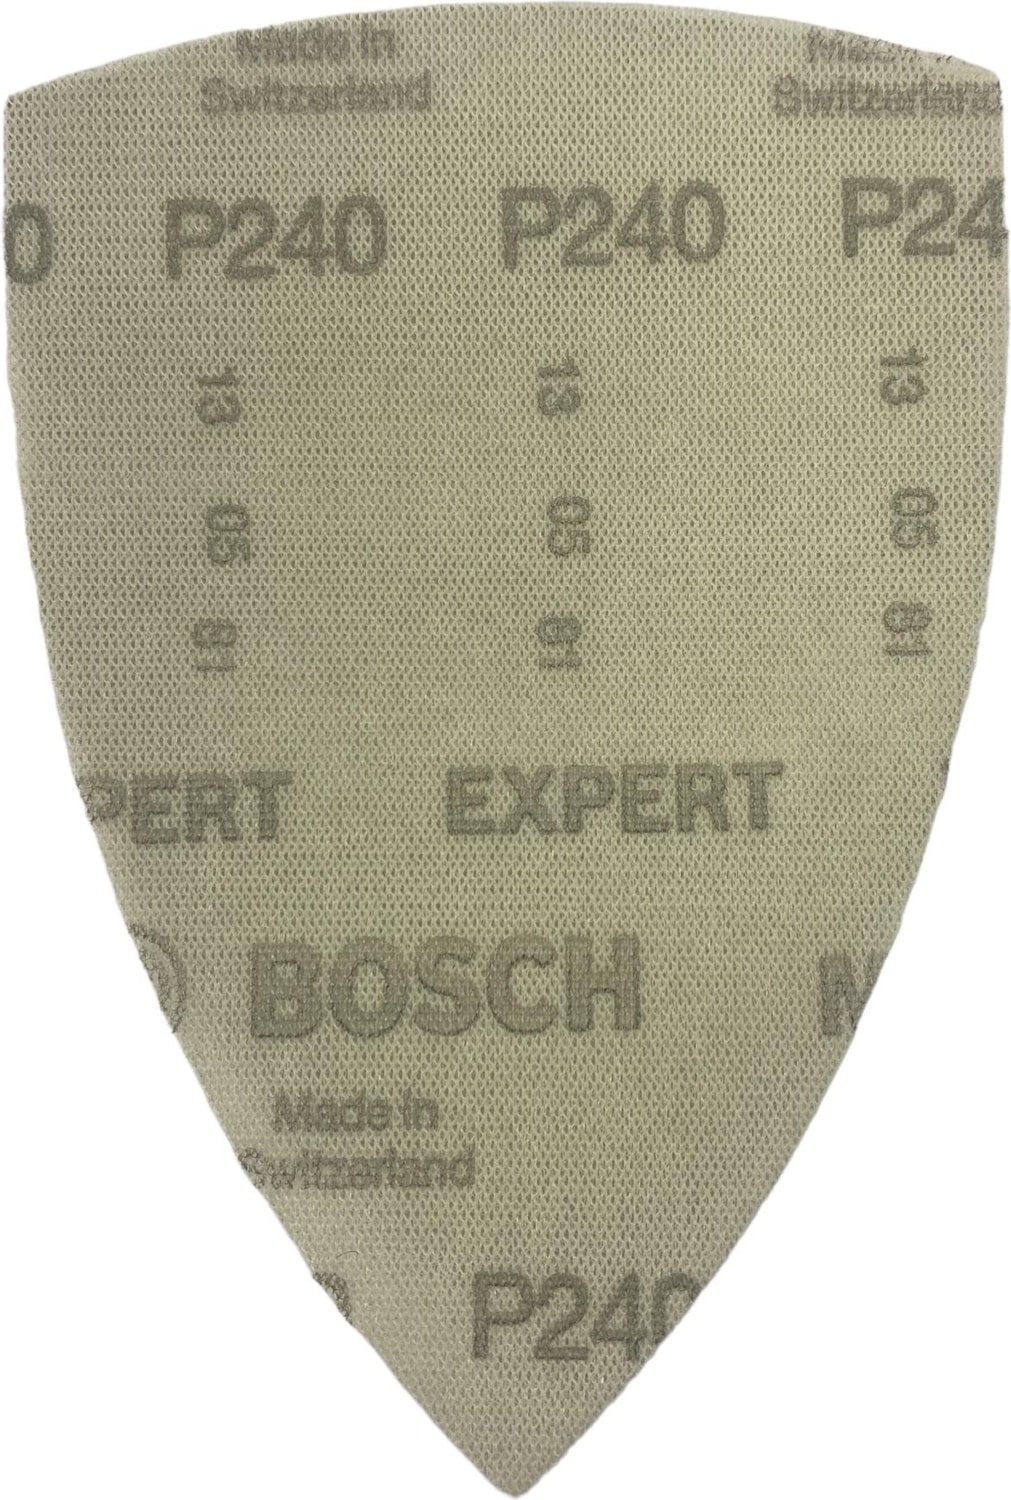 Made in Made in
Switzerland Switzerland
0 P240 P240 P24
13 13 13
05 05 05
81 81 81
PERT EXPERT
BOSCH M
Made in
Switzerland
P240